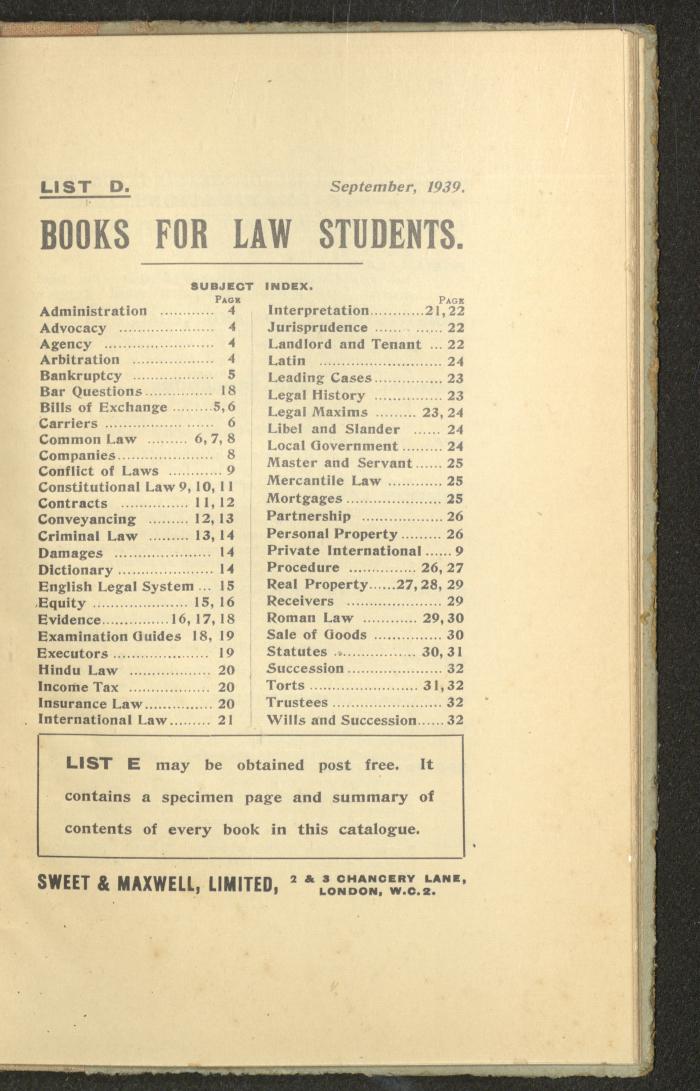 LIST D. September, 1939.
BOOKS FOR LAW STUDENTS.
SUBJECT INDEX.
PAGE
Administration ............ 4
Advocacy .................. 4
Agency .................... 4
Arbitration ............... 4
Bankruptcy ................ 5
Bar Questions .............. 18
Bills of Exchange .........5,6
Carriers .................. 6
Common Law ......... 6,7,8
Companies.................. 8
Conflict of Laws ........... 9
Constitutional Law 9, 10, 11
Contracts ............... 11,12
Conveyancing ......... 12,13
Criminal Law ......... 13,14
Damages ..................... 14
Dictionary ................... 14
English Legal System ... 15
Equity .................. 15, 16
Evidence..............16, 17, 18
Examination Guides 18, 19
Executors ..................... 19
Hindu Law .................. 20
Income Tax .................. 20
Insurance Law............... 20
International Law......... 21
PAGE
Interpretation............21,22
Jurisprudence ...... ...... 22
Landlord and Tenant ... 22
Latin ........................... 24
Leading Cases............... 23
Legal History ............... 23
Legal Maxims ......... 23, 24
Libel and Slander ...... 24
Local Government ......... 24
Master and Servant...... 25
Mercantile Law ............ 25
Mortgages ..................... 25
Partnership .................. 26
Personal Property ......... 26
Private International ...... 9
Procedure ............... 26, 27
Real Property......27, 28, 29
Receivers ..................... 29
Roman Law ............ 29,30
Sale of Goods ............... 30
Statutes .................. 30, 31
Succession ..................... 32
Torts ........................ 31,32
Trustees ........................ 32
Wills and Succession...... 32
LIST E may be obtained post free. It
contains a specimen page and summary of
contents of every book in this catalogue.
SWEET & MAXWELL, LIMITED, 2 & 3 CHANCERY LANE,
LONDON, W.C.2.